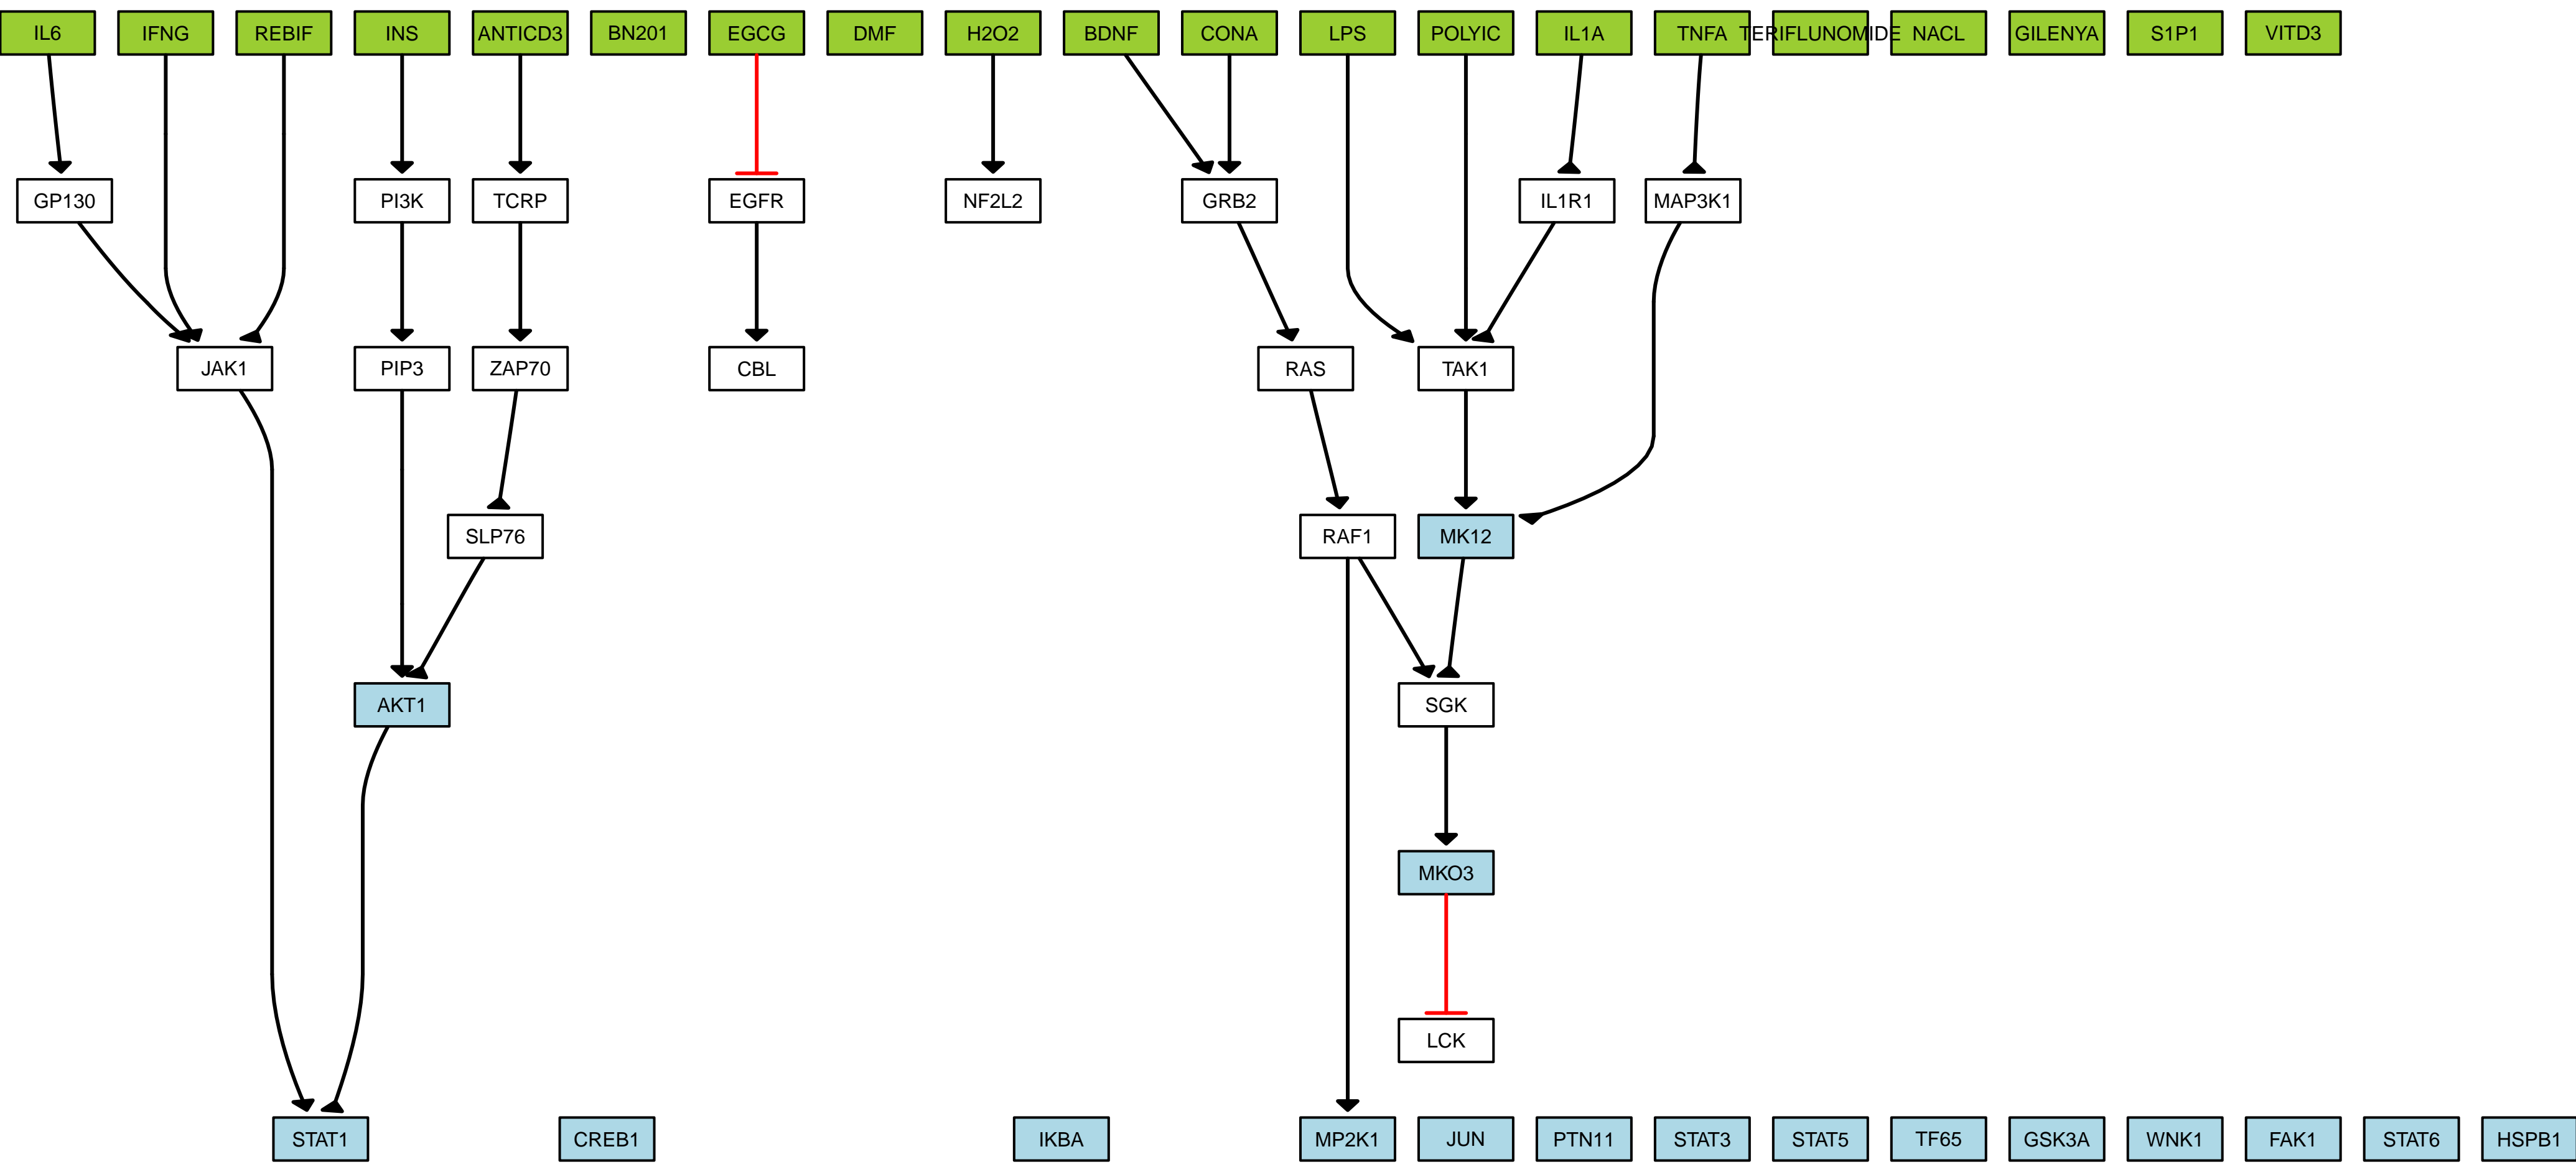 IL6 IFNG REBIF INS ANTICD3 BN201 EGCG DMF H2O2 BDNF CONA LPS POLYIC IL1A TNFA TERIFLUNOMIDE NACL GILENYA S1P1 VITD3
GP130 PI3K TCRP EGFR NF2L2 GRB2 IL1R1 MAP3K1
JAK1 PIP3 ZAP70 CBL RAS TAK1
SLP76 RAF1 MK12
AKT1 SGK
MKO3
LCK
STAT1 CREB1 IKBA MP2K1 JUN PTN11 STAT3 STAT5 TF65 GSK3A WNK1 FAK1 STAT6 HSPB1